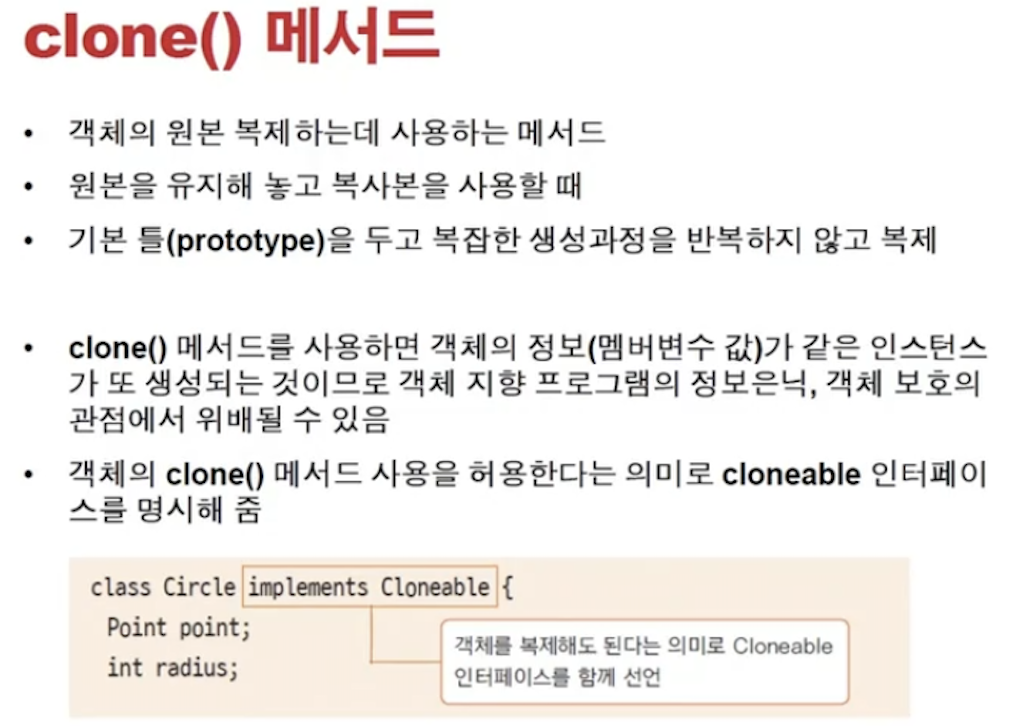 clone() 메서드
• 객체의 원본 복제하는데 사용하는 메서드
• 원본을 유지해 놓고 복사본을 사용할 때
• 기본 틀(prototype)을 두고 복잡한 생성과정을 반복하지 않고 복제
• clone() 메서드를 사용하면 객체의 정보(멤버변수 값)가 같은 인스턴스
가 또 생성되는 것이므로 객체 지향 프로그램의 정보은닉, 객체 보호의
관점에서 위배될 수 있음
• 객체의 clone() 메서드 사용을 허용한다는 의미로 cloneable 인터페이
스를 명시해 줌
class Circle implements Cloneable {
Point point;
int radius;
객체를 복제해도 된다는 의미로 Cloneable
인터페이스를 함께 선언